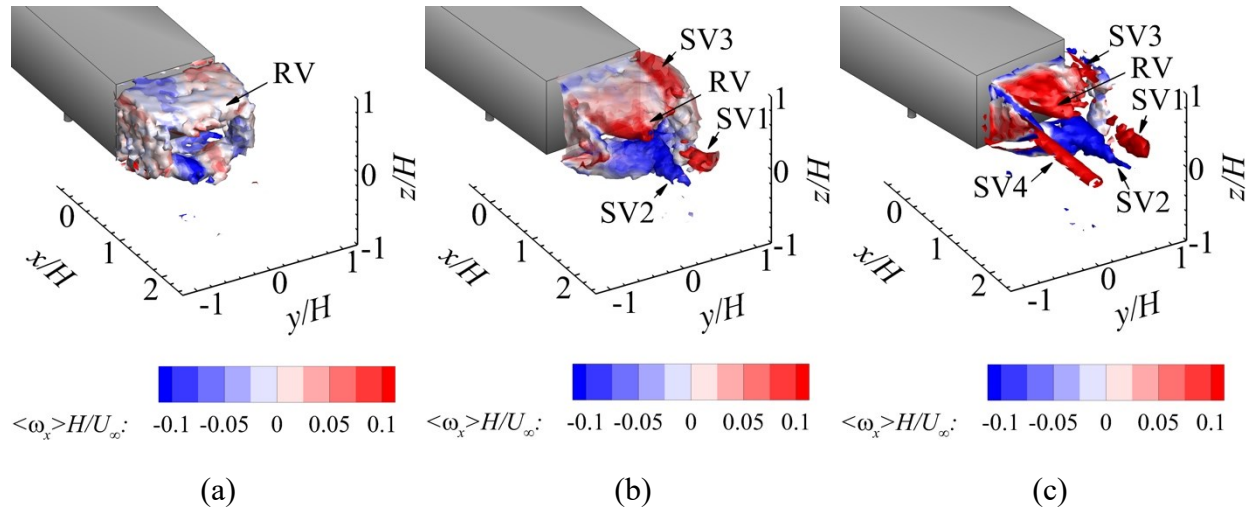 RV
1
0
-1
z/H
0
1
2
x/H
-1
0
1
y/H
<ωx>H/U∞:
-0.1 -0.05 0 0.05 0.1
(a)
SV3
RV
SV1
SV2
1
0
-1
z/H
0
1
2
x/H
-1
0
1
y/H
<ωx>H/U∞:
-0.1 -0.05 0 0.05 0.1
(b)
SV3
RV
SV1
SV4
SV2
1
0
-1
z/H
0
1
2
x/H
-1
0
1
y/H
<ωx>H/U∞:
-0.1 -0.05 0 0.05 0.1
(c)